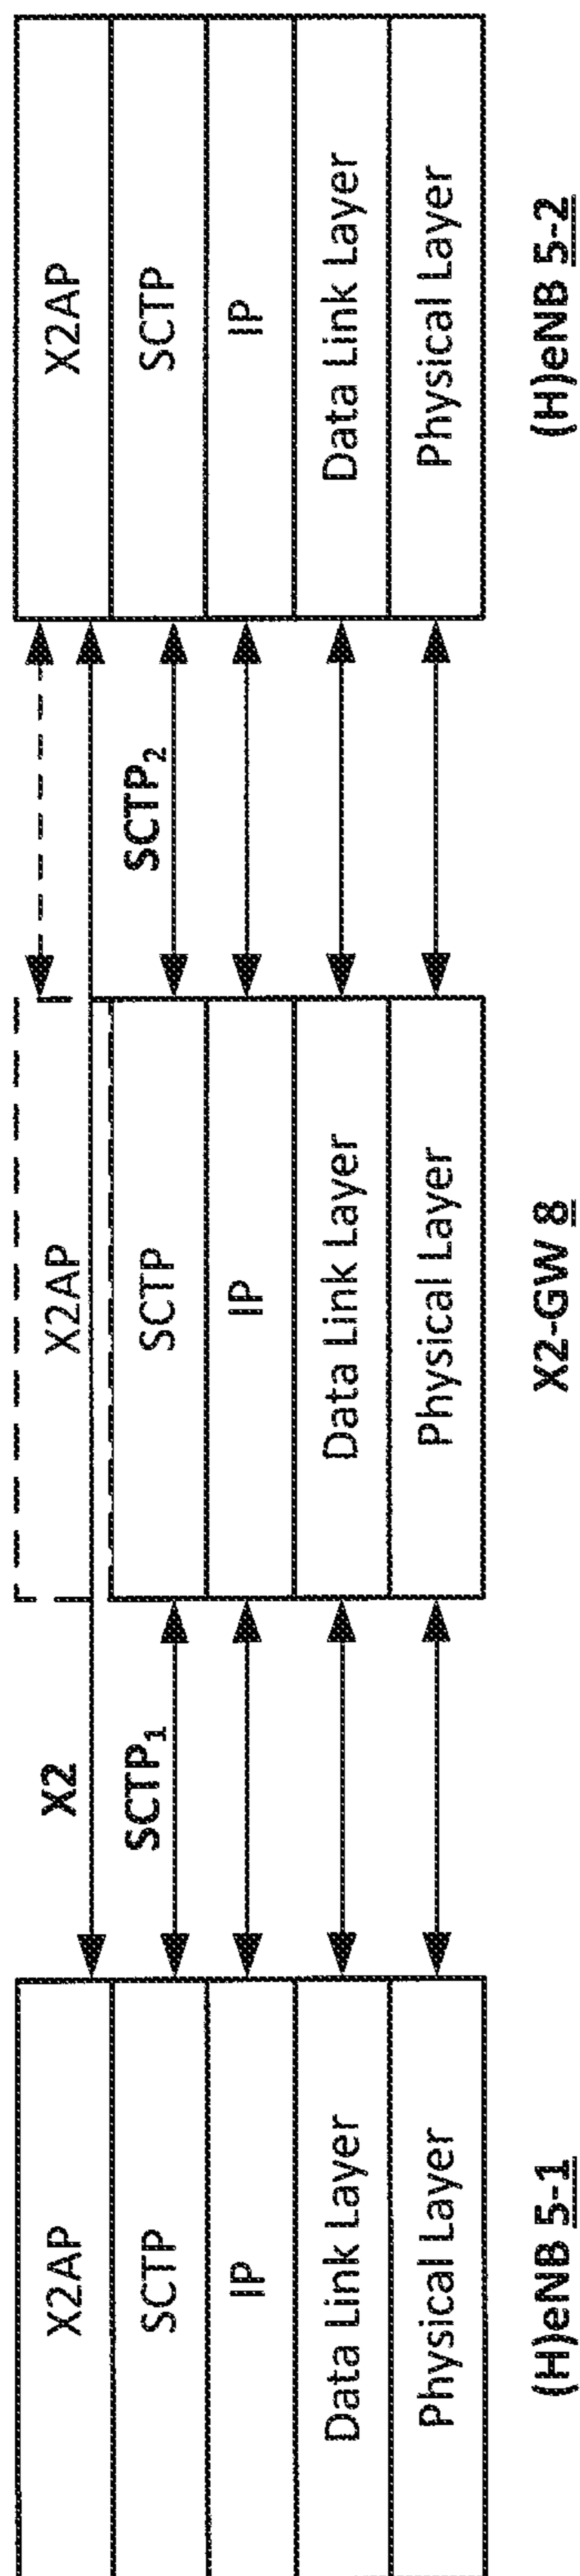 X2AP
SCTP
IP
Data Link Layer
Physical Layer
(H)eNB 5-1
X2
SCTP₁
X2AP
SCTP
IP
Data Link Layer
Physical Layer
X2-GW 8
SCTP₂
X2AP
SCTP
IP
Data Link Layer
Physical Layer
(H)eNB 5-2